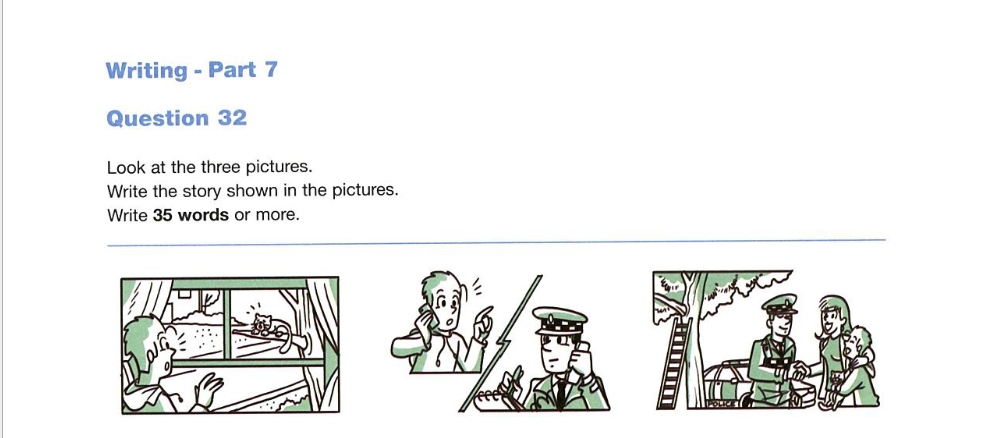 Writing - Part 7
Question 32
Look at the three pictures.
Write the story shown in the pictures.
Write 35 words or more.
POLICE